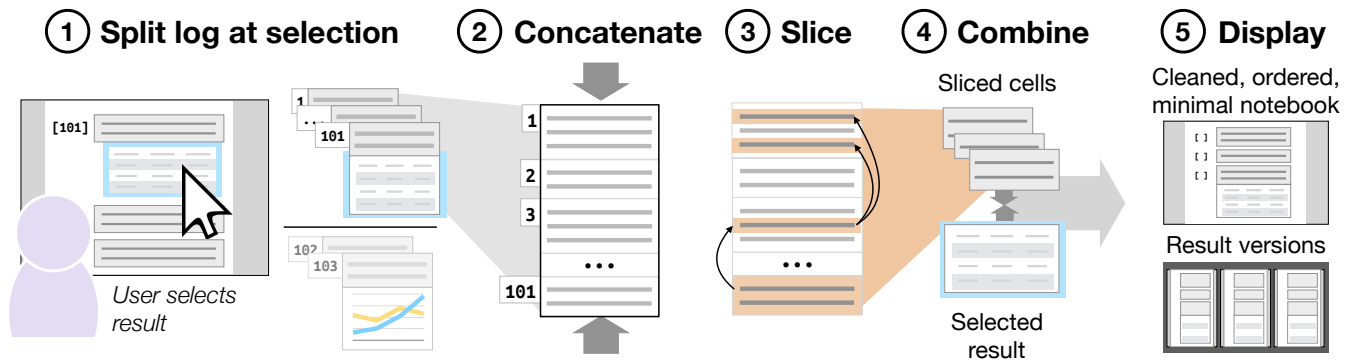 1 Split log at selection
2 Concatenate
3 Slice
4 Combine
5 Display
[101]
User selects
result
1
...
101
102
103
1
2
3
...
101
...
Sliced cells
Selected
result
Cleaned, ordered,
minimal notebook
[ ]
[ ]
[ ]
Result versions